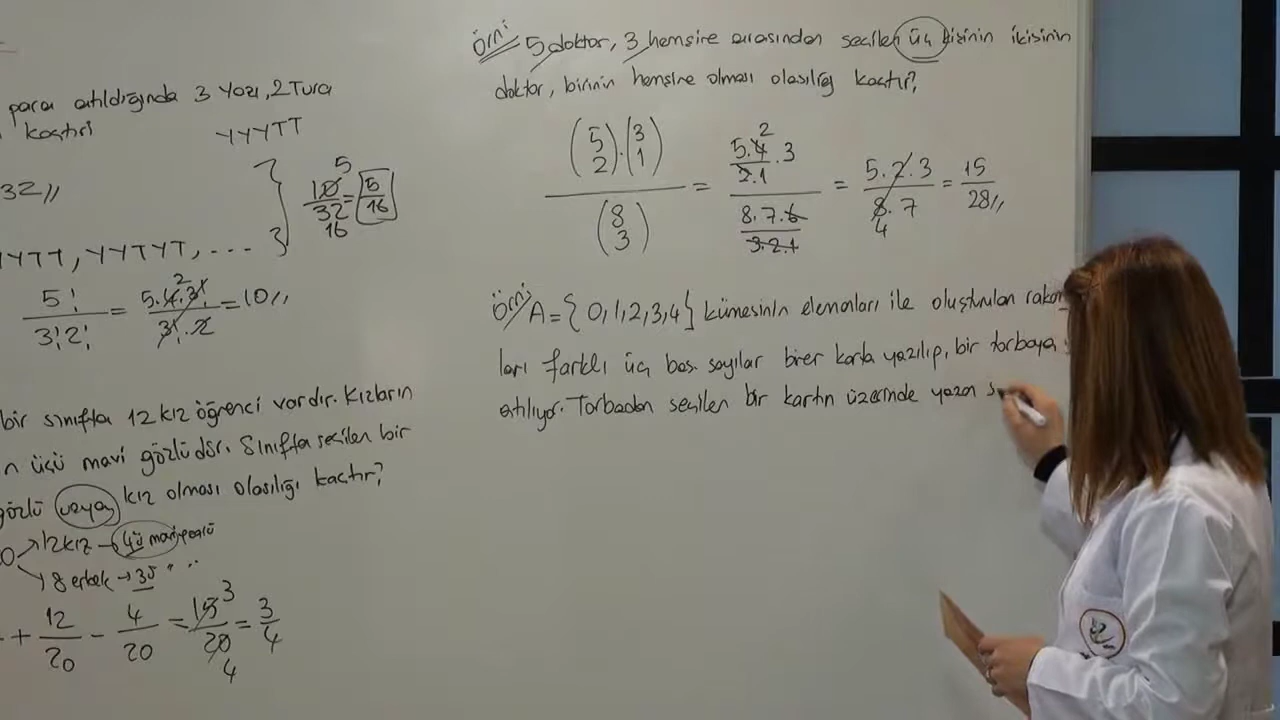 para atıldığında 3 Yazı, 2 Tura
YYYTT
32,,
10/32 = 5/16
5
16
YYTT, YYTYT, ...
5!/3!2! = 5.4.3!/3!.2 = 10,,
2
bir sınıfta 12 kız öğrenci vardır. Kızların
n üçü mavi gözlüdür. Sınıfta seçilen bir
gözlü veya kız olması olasılığı kaçtır?
12 kız → 4ü mavi gözlü
8 erkek → 3ü " "
+ 12/20 - 4/20 = 15/20 = 3/4
3
4
Örn: 5 doktor, 3 hemşire arasından seçilen üç kişinin ikisinin
doktor, birinin hemşire olması olasılığı kaçtır?
(5 2).(3 1)/(8 3) = 5.4/2.1 .3 / 8.7.6/3.2.1 = 5.2.3/8.7 = 15/28,,
2
4
Örn: A = {0,1,2,3,4} kümesinin elemanları ile oluşturulan raka
ları farklı üç bas. sayılar birer karta yazılıp, bir torbaya
atılıyor. Torbadan seçilen bir kartın üzerinde yazan s